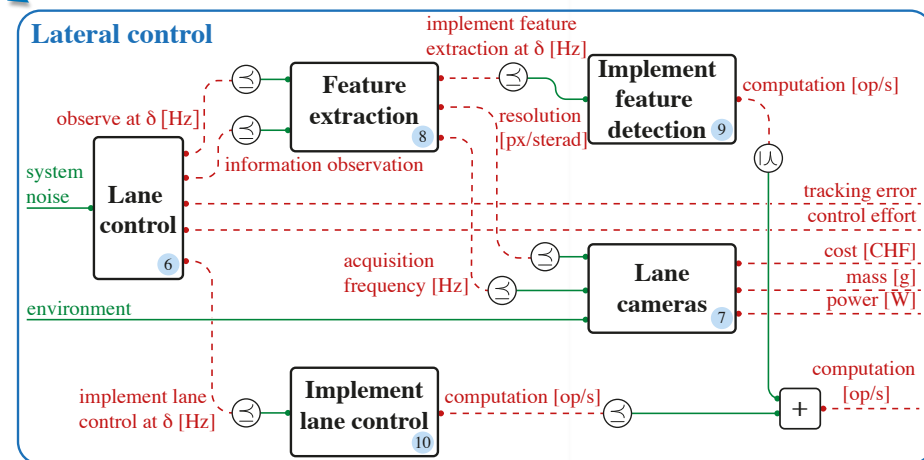 Lateral control
implement feature
extraction at δ [Hz]
Feature
extraction
8
Implement
feature
detection
9
computation [op/s]
observe at δ [Hz]
resolution
[px/sterad]
information observation
system
noise
Lane
control
6
tracking error
control effort
acquisition
frequency [Hz]
Lane
cameras
7
cost [CHF]
mass [g]
power [W]
environment
implement lane
control at δ [Hz]
Implement
lane control
10
computation [op/s]
+
computation
[op/s]